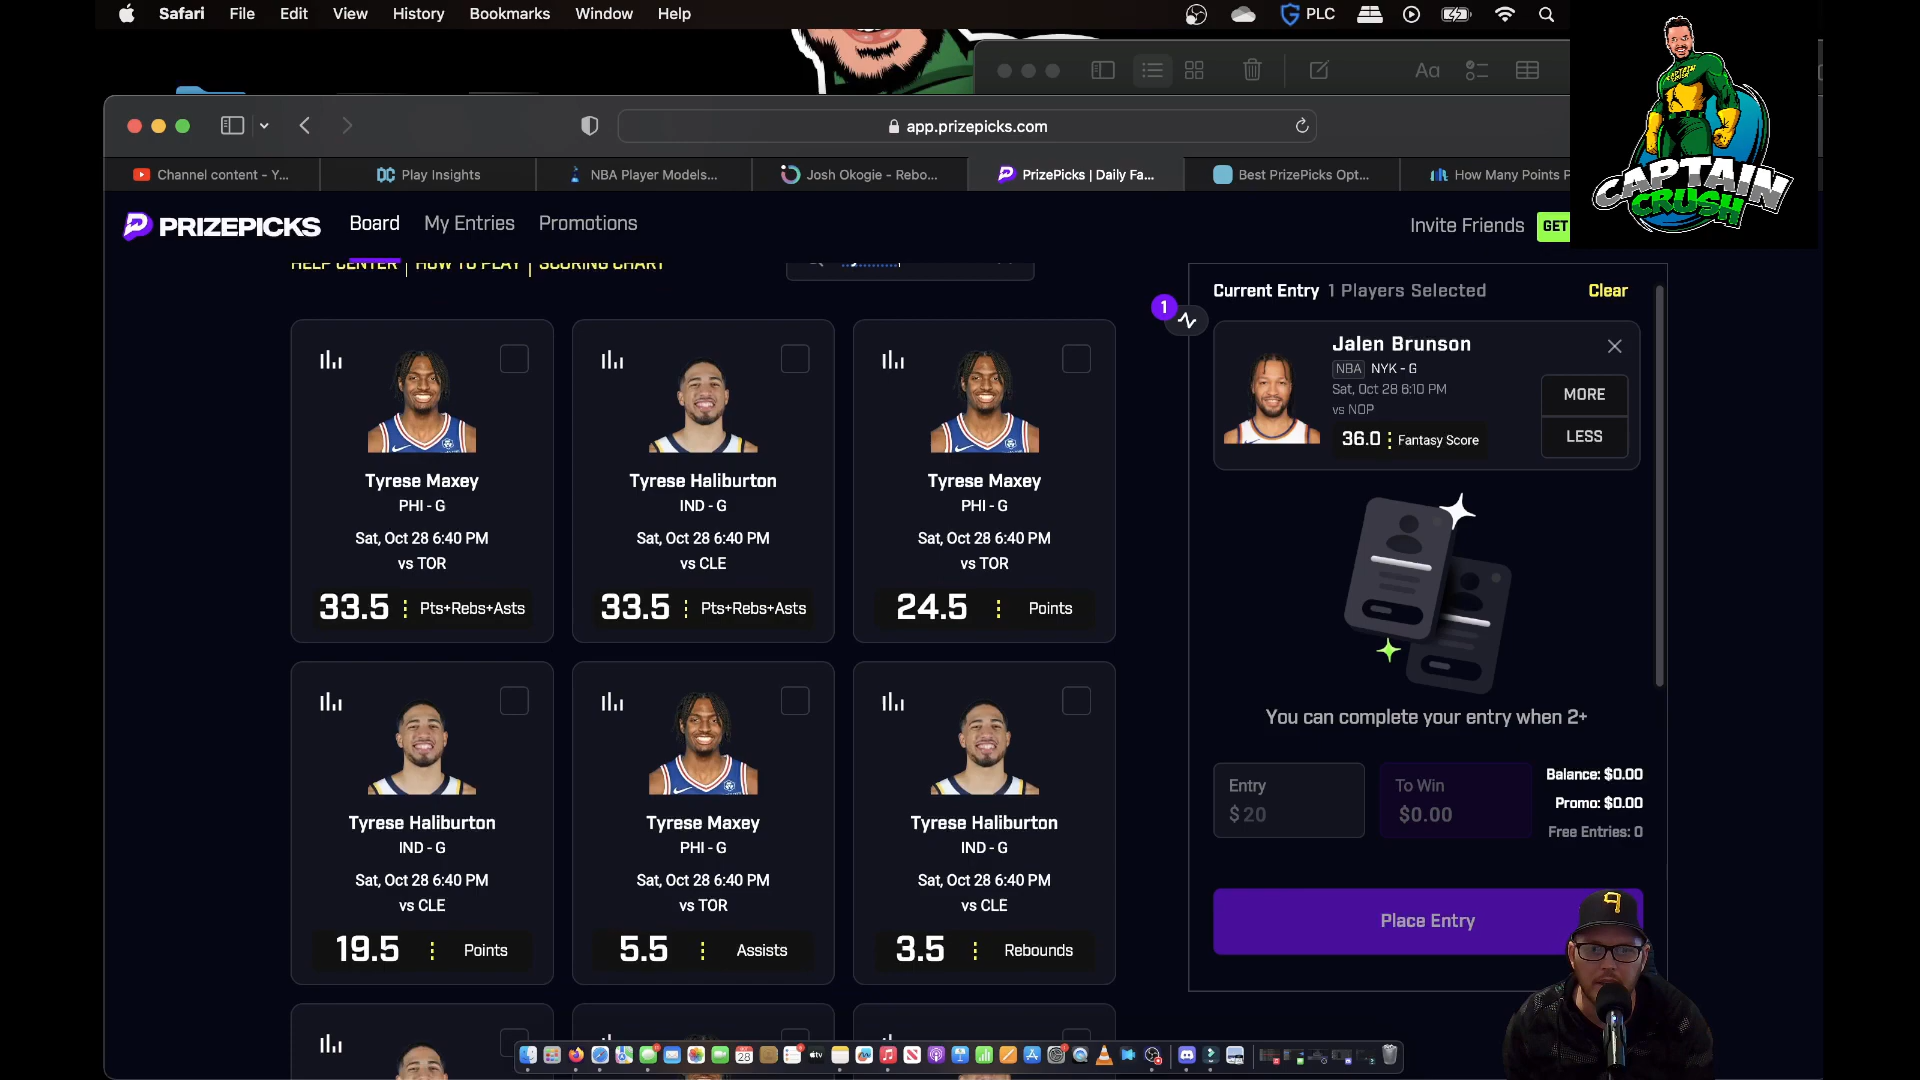 Safari File Edit View History Bookmarks Window Help
PLC
Aa
app.prizepicks.com
Channel content - Y...
Play Insights
NBA Player Models...
Josh Okogie - Rebo...
PrizePicks | Daily Fa...
Best PrizePicks Opt...
How Many Points P
CAPTAIN
CRUSH
PRIZEPICKS Board My Entries Promotions Invite Friends GET
HELP CENTER | HOW TO PLAY | SCORING CHART
Current Entry 1 Players Selected Clear
1
Jalen Brunson
NBA NYK - G
Sat, Oct 28 6:10 PM
vs NOP
36.0 Fantasy Score
MORE
LESS
Tyrese Maxey
PHI - G
Sat, Oct 28 6:40 PM
vs TOR
33.5 Pts+Rebs+Asts
Tyrese Haliburton
IND - G
Sat, Oct 28 6:40 PM
vs CLE
33.5 Pts+Rebs+Asts
Tyrese Maxey
PHI - G
Sat, Oct 28 6:40 PM
vs TOR
24.5 Points
Tyrese Haliburton
IND - G
Sat, Oct 28 6:40 PM
vs CLE
19.5 Points
Tyrese Maxey
PHI - G
Sat, Oct 28 6:40 PM
vs TOR
5.5 Assists
Tyrese Haliburton
IND - G
Sat, Oct 28 6:40 PM
vs CLE
3.5 Rebounds
You can complete your entry when 2+
Entry
$ 20
To Win
$0.00
Balance: $0.00
Promo: $0.00
Free Entries: 0
Place Entry